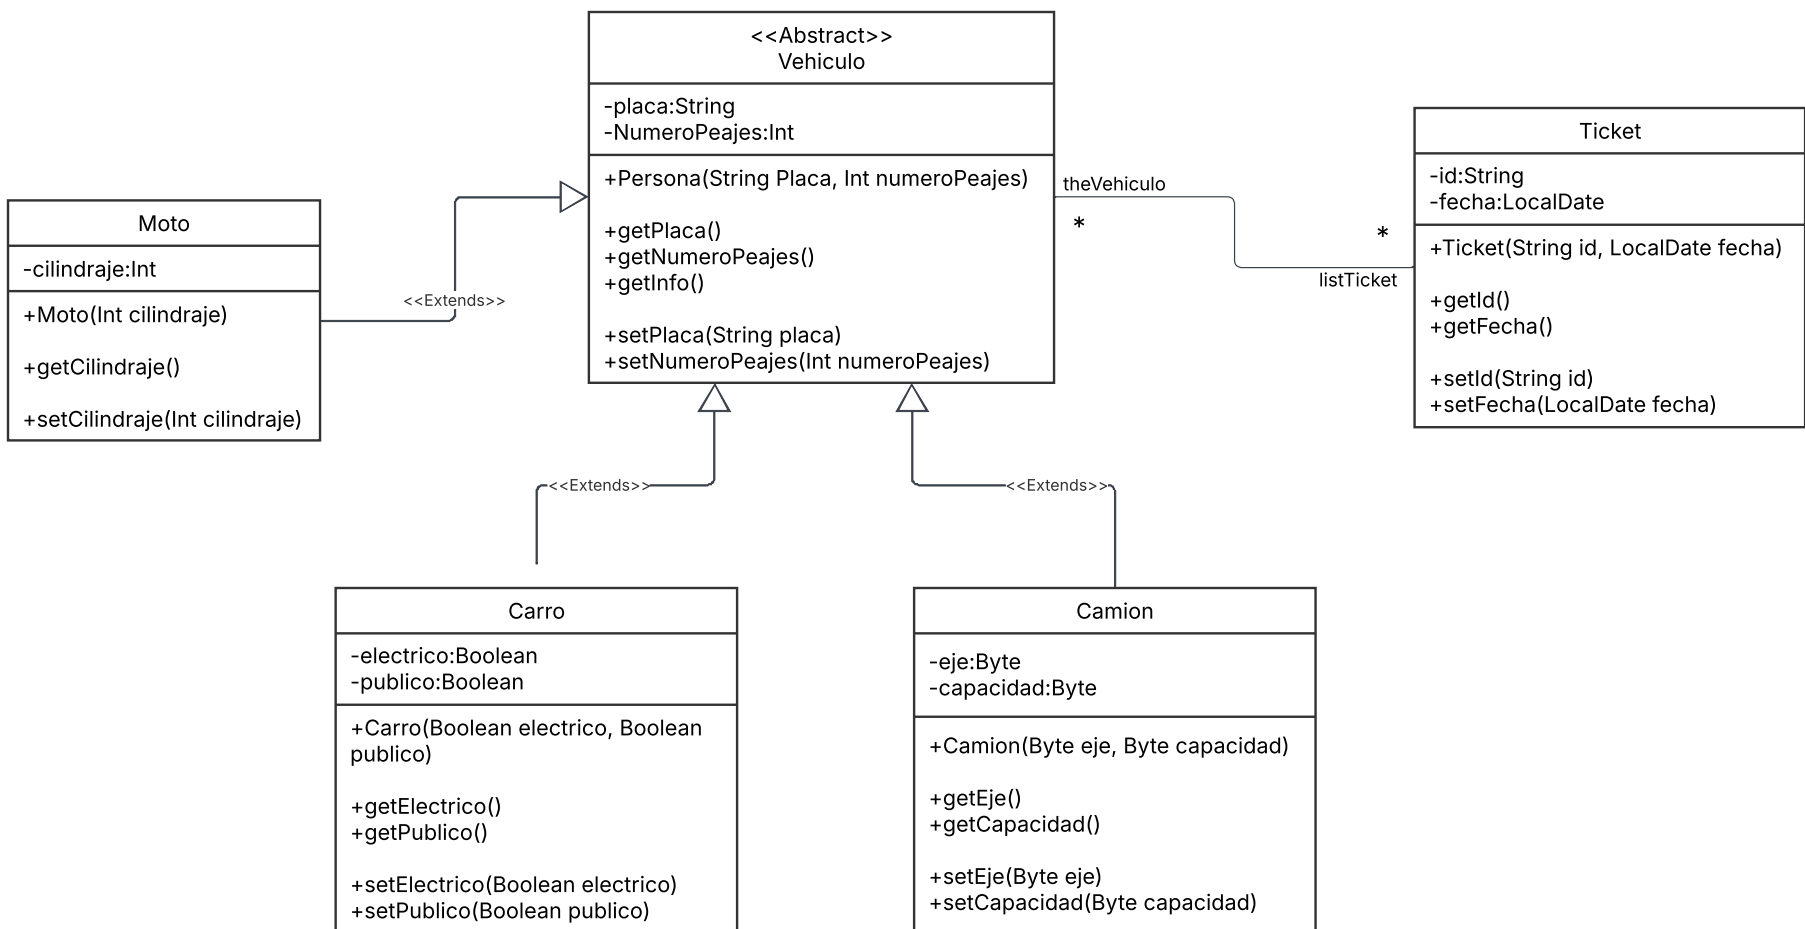 <<Abstract>>
Vehiculo
-placa:String
-NumeroPeajes:Int
+Persona(String Placa, Int numeroPeajes)
+getPlaca()
+getNumeroPeajes()
+getInfo()
+setPlaca(String placa)
+setNumeroPeajes(Int numeroPeajes)
theVehiculo
*
*
listTicket
Ticket
-id:String
-fecha:LocalDate
+Ticket(String id, LocalDate fecha)
+getId()
+getFecha()
+setId(String id)
+setFecha(LocalDate fecha)
Moto
-cilindraje:Int
+Moto(Int cilindraje)
+getCilindraje()
+setCilindraje(Int cilindraje)
<<Extends>>
<<Extends>>
<<Extends>>
Carro
-electrico:Boolean
-publico:Boolean
+Carro(Boolean electrico, Boolean
publico)
+getElectrico()
+getPublico()
+setElectrico(Boolean electrico)
+setPublico(Boolean publico)
Camion
-eje:Byte
-capacidad:Byte
+Camion(Byte eje, Byte capacidad)
+getEje()
+getCapacidad()
+setEje(Byte eje)
+setCapacidad(Byte capacidad)